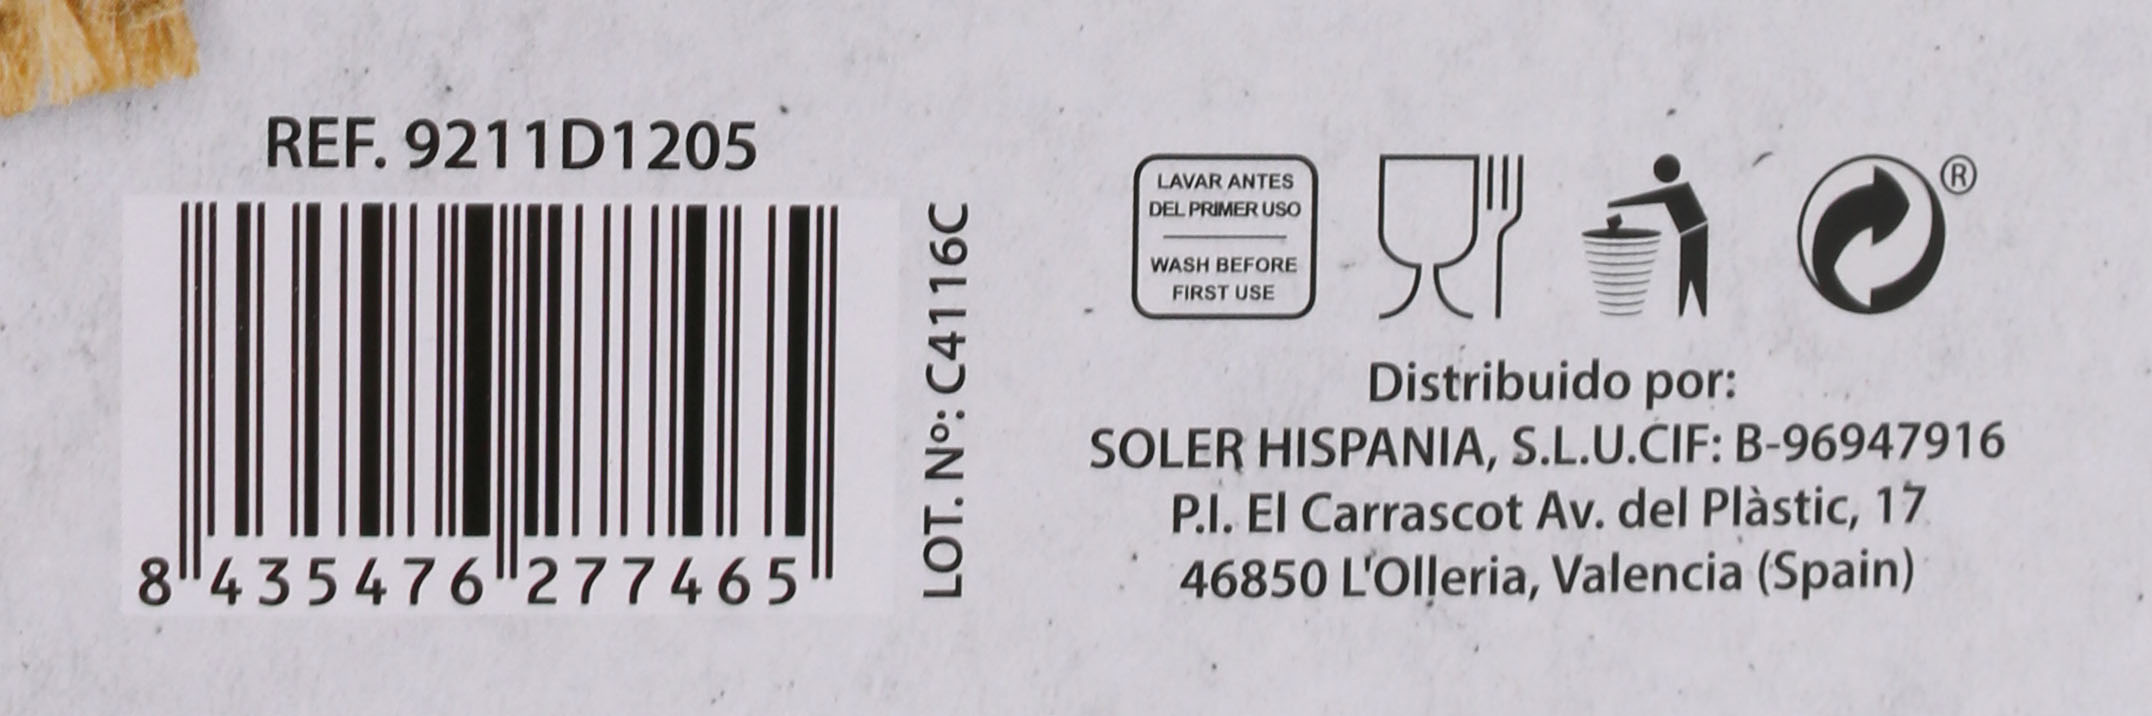 REF. 9211D1205
8 435476 277465
LOT. Nº: C4116C
LAVAR ANTES
DEL PRIMER USO
WASH BEFORE
FIRST USE
®
Distribuido por:
SOLER HISPANIA, S.L.U.CIF: B-96947916
P.I. El Carrascot Av. del Plàstic, 17
46850 L'Olleria, Valencia (Spain)